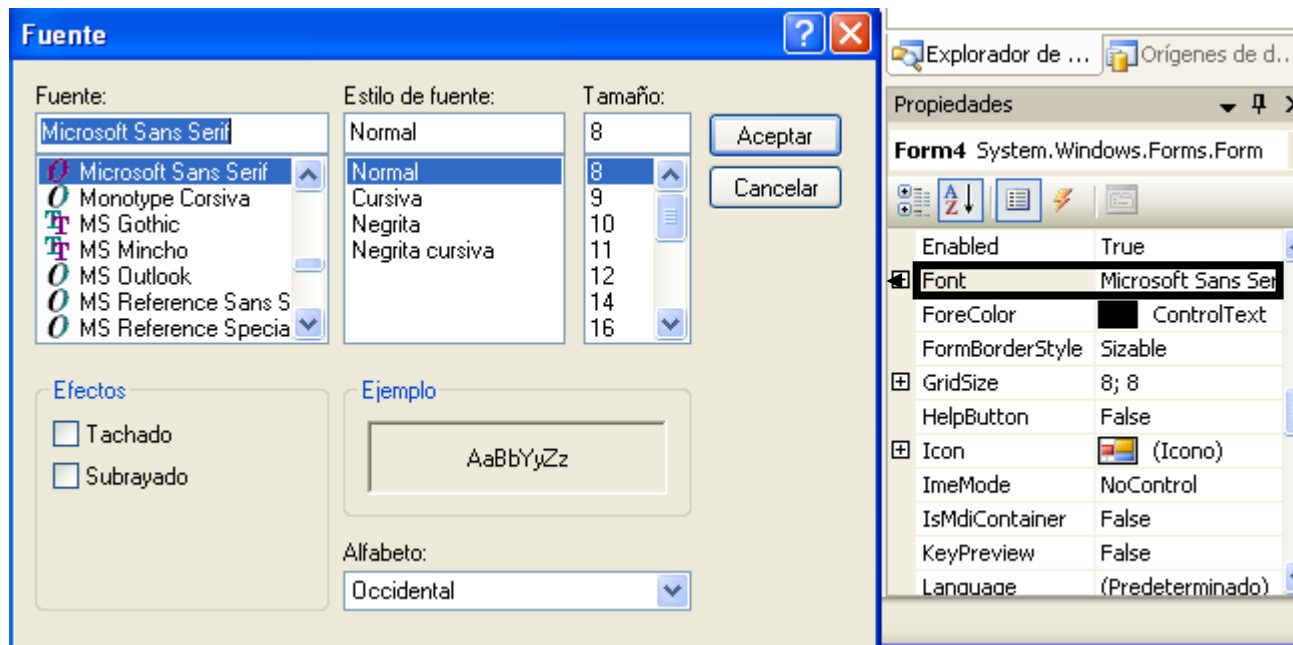 Fuente
Fuente:
Microsoft Sans Serif
Microsoft Sans Serif
Monotype Corsiva
MS Gothic
MS Mincho
MS Outlook
MS Reference Sans S
MS Reference Specia
Estilo de fuente:
Normal
Normal
Cursiva
Negrita
Negrita cursiva
Tamaño:
8
8
9
10
11
12
14
16
Aceptar
Cancelar
Efectos
Tachado
Subrayado
Ejemplo
AaBbYyZz
Alfabeto:
Occidental
Explorador de ...
Orígenes de d..
Propiedades
Form4 System.Windows.Forms.Form
Enabled True
Font Microsoft Sans Ser
ForeColor ControlText
FormBorderStyle Sizable
GridSize 8; 8
HelpButton False
Icon (Icono)
ImeMode NoControl
IsMdiContainer False
KeyPreview False
Language (Predeterminado)